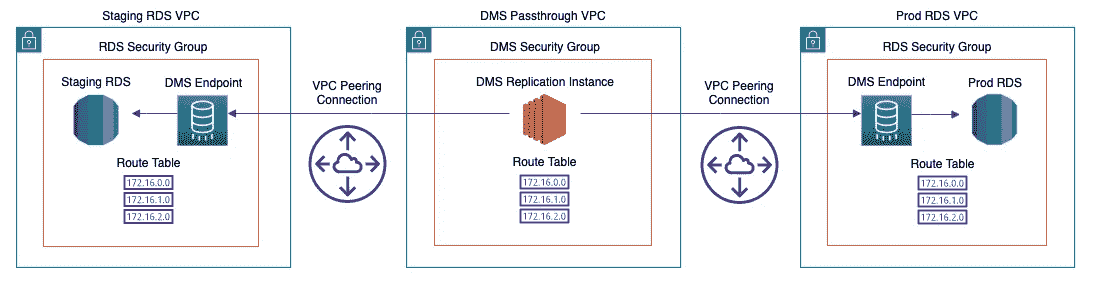 Staging RDS VPC
RDS Security Group
Staging RDS
DMS Endpoint
Route Table
172.16.0.0
172.16.1.0
172.16.2.0
VPC Peering
Connection
DMS Passthrough VPC
DMS Security Group
DMS Replication Instance
Route Table
172.16.0.0
172.16.1.0
172.16.2.0
VPC Peering
Connection
Prod RDS VPC
RDS Security Group
DMS Endpoint
Prod RDS
Route Table
172.16.0.0
172.16.1.0
172.16.2.0